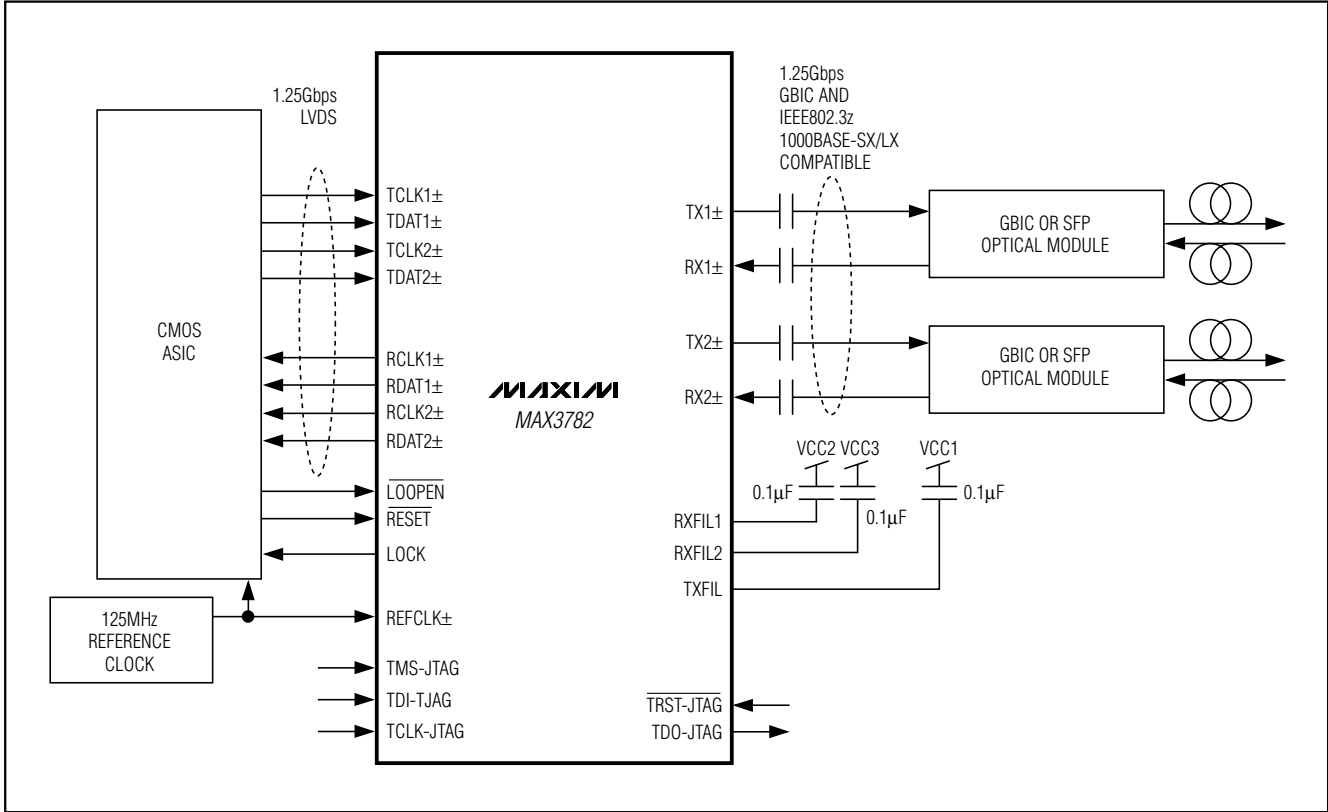 1.25Gbps
LVDS
CMOS
ASIC
125MHz
REFERENCE
CLOCK
TCLK1±
TDAT1±
TCLK2±
TDAT2±
RCLK1±
RDAT1±
RCLK2±
RDAT2±
LOOPEN
RESET
LOCK
REFCLK±
TMS-JTAG
TDI-TJAG
TCLK-JTAG
MAXIM
MAX3782
1.25Gbps
GBIC AND
IEEE802.3z
1000BASE-SX/LX
COMPATIBLE
TX1±
RX1±
TX2±
RX2±
GBIC OR SFP
OPTICAL MODULE
GBIC OR SFP
OPTICAL MODULE
VCC2 VCC3 VCC1
0.1µF
0.1µF
0.1µF
RXFIL1
RXFIL2
TXFIL
TRST-JTAG
TDO-JTAG